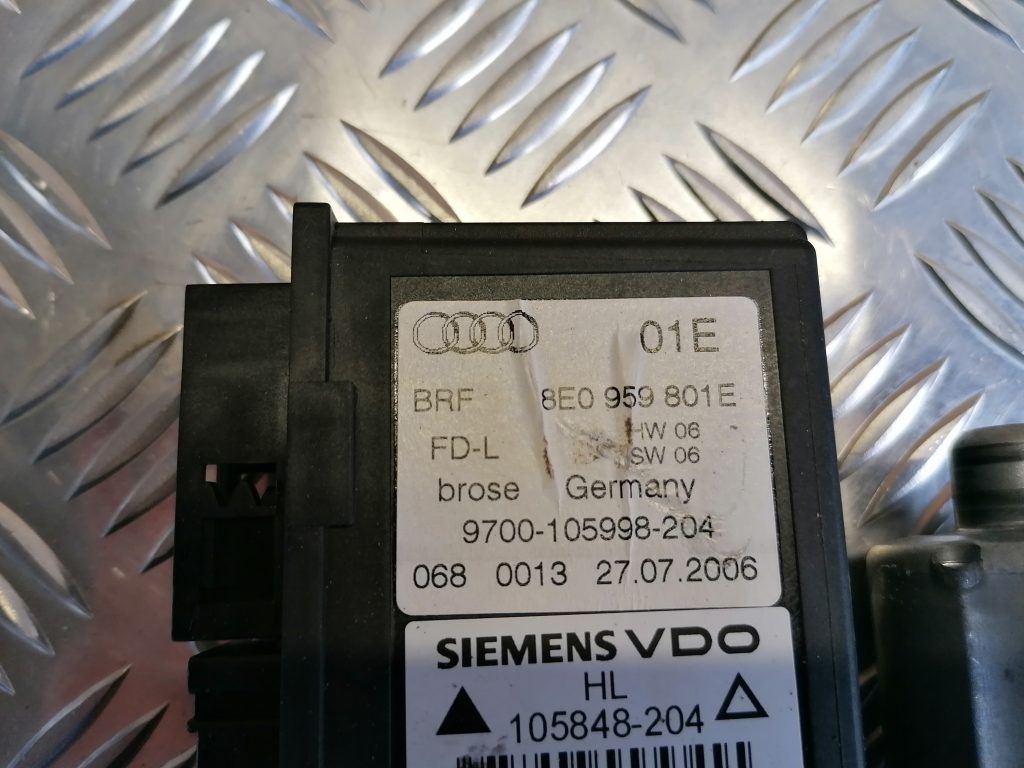 01E
BRF 8E0 959 801E
FD-L HW 06
SW 06
brose Germany
9700-105998-204
068 0013 27.07.2006
SIEMENS VDO
HL
105848-204